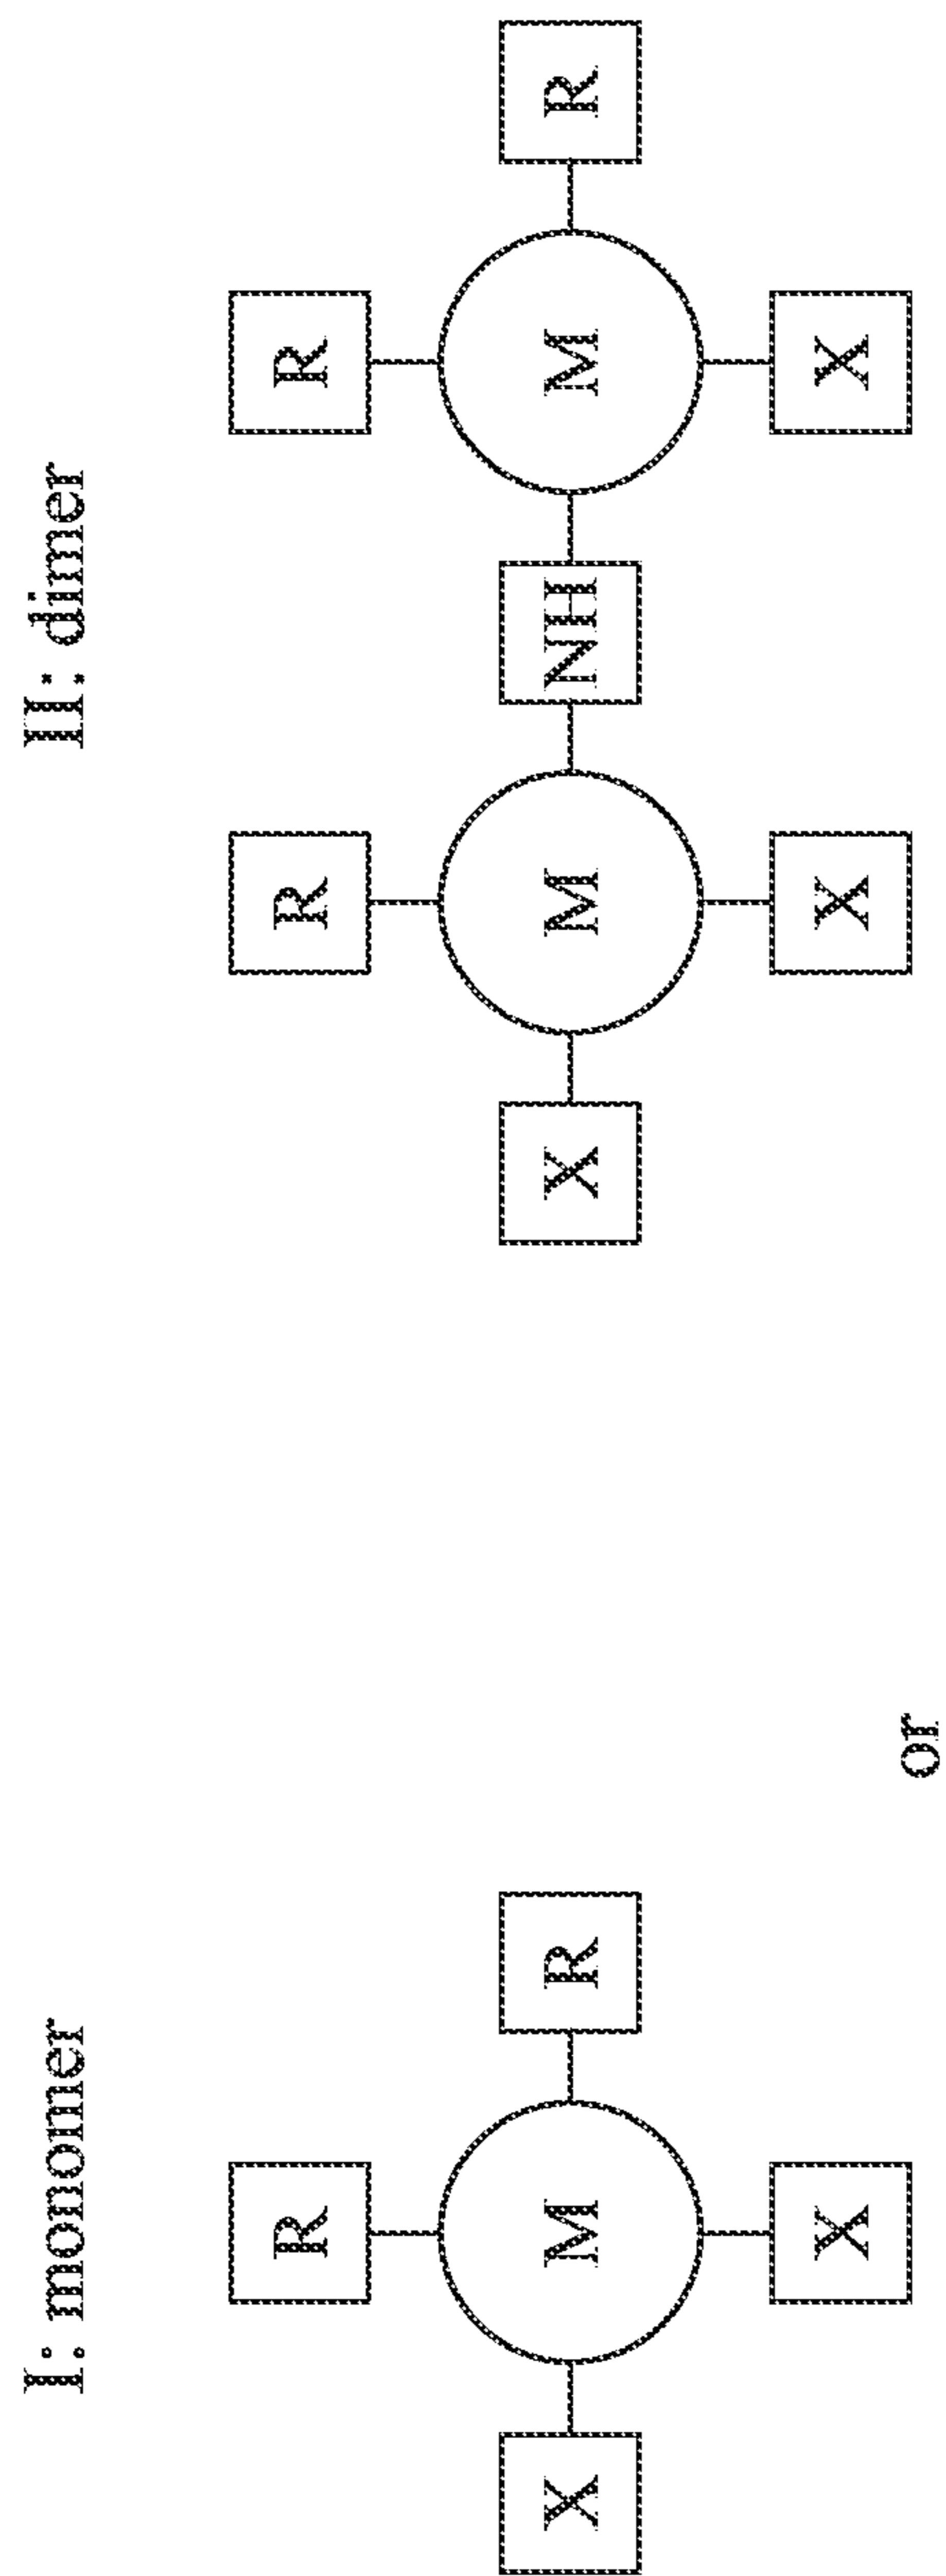 I: monomer
R
X M R
X
or
II: dimer
R R
X M NH M R
X X